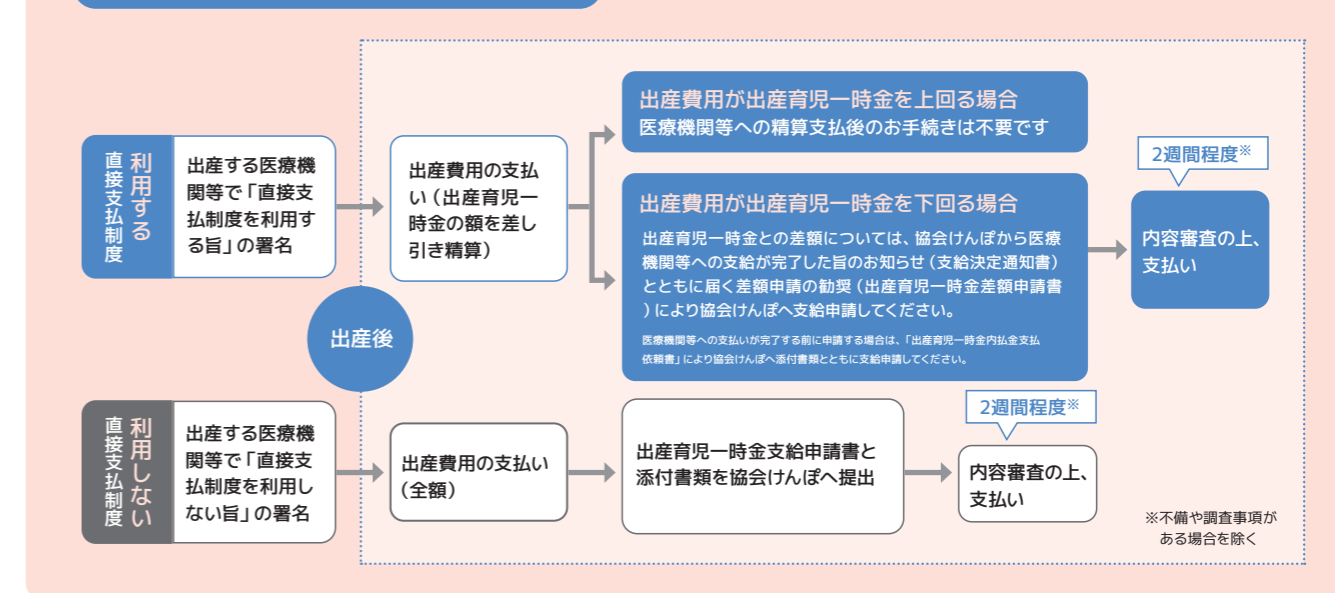 直接支払制度
利用する
出産する医療機
関等で「直接支
払制度を利用す
る旨」の署名
出産後
出産費用の支払
い（出産育児一
時金の額を差し
引き精算）
出産費用が出産育児一時金を上回る場合
医療機関等への精算支払後のお手続きは不要です
出産費用が出産育児一時金を下回る場合
出産育児一時金との差額については、協会けんぽから医療
機関等への支給が完了した旨のお知らせ（支給決定通知書）
とともに届く差額申請の勧奨（出産育児一時金差額申請書
）により協会けんぽへ支給申請してください。
医療機関等への支払いが完了する前に申請する場合は、「出産育児一時金内払金支払
依頼書」により協会けんぽへ添付書類とともに支給申請してください。
2週間程度※
内容審査の上、
支払い
直接支払制度
利用しない
出産する医療機
関等で「直接支
払制度を利用し
ない旨」の署名
出産費用の支払い
（全額）
出産育児一時金支給申請書と
添付書類を協会けんぽへ提出
2週間程度※
内容審査の上、
支払い
※不備や調査事項が
ある場合を除く